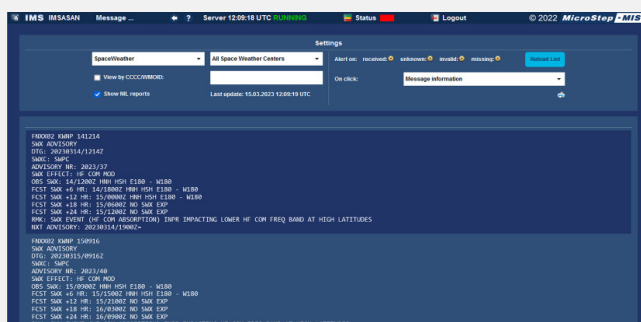 IMS IMSASAN Message ... ? Server 12:09:18 UTC RUNNING Status Logout © 2022 MicroStep - MIS
Settings
SpaceWeather All Space Weather Centers Alert on: received: unknown: invalid: missing: Reload List
View by CCCC/WMOID: On click: Message information
Show NIL reports Last update: 15.03.2023 12:09:19 UTC
FNXX02 KWNP 141214
SWX ADVISORY
DTG: 20230314/1214Z
SWXC: SWPC
ADVISORY NR: 2023/37
SWX EFFECT: HF COM MOD
OBS SWX: 14/1200Z HNH HSH E180 - W180
FCST SWX +6 HR: 14/1800Z HNH HSH E180 - W180
FCST SWX +12 HR: 15/0000Z HNH HSH E180 - W180
FCST SWX +18 HR: 15/0600Z NO SWX EXP
FCST SWX +24 HR: 15/1200Z NO SWX EXP
RMK: SWX EVENT (HF COM ABSORPTION) INPR IMPACTING LOWER HF COM FREQ BAND AT HIGH LATITUDES
NXT ADVISORY: 20230314/1900Z=
FNXX02 KWNP 150916
SWX ADVISORY
DTG: 20230315/0916Z
SWXC: SWPC
ADVISORY NR: 2023/40
SWX EFFECT: HF COM MOD
OBS SWX: 15/0900Z HNH HSH E180 - W180
FCST SWX +6 HR: 15/1500Z HNH HSH E180 - W180
FCST SWX +12 HR: 15/2100Z NO SWX EXP
FCST SWX +18 HR: 16/0300Z NO SWX EXP
FCST SWX +24 HR: 16/0900Z NO SWX EXP